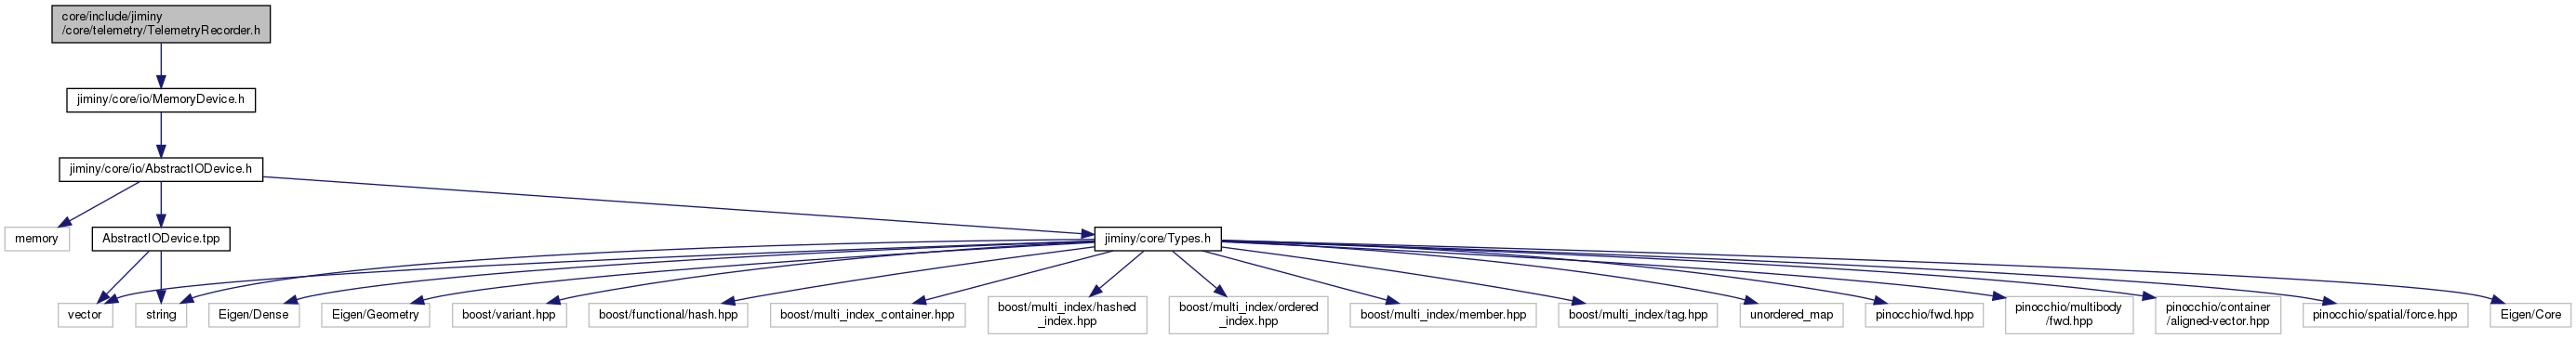 core/include/jiminy
/core/telemetry/TelemetryRecorder.h
jiminy/core/io/MemoryDevice.h
jiminy/core/io/AbstractIODevice.h
memory
AbstractIODevice.tpp
jiminy/core/Types.h
vector
string
Eigen/Dense
Eigen/Geometry
boost/variant.hpp
boost/functional/hash.hpp
boost/multi_index_container.hpp
boost/multi_index/hashed
_index.hpp
boost/multi_index/ordered
_index.hpp
boost/multi_index/member.hpp
boost/multi_index/tag.hpp
unordered_map
pinocchio/fwd.hpp
pinocchio/multibody
/fwd.hpp
pinocchio/container
/aligned-vector.hpp
pinocchio/spatial/force.hpp
Eigen/Core